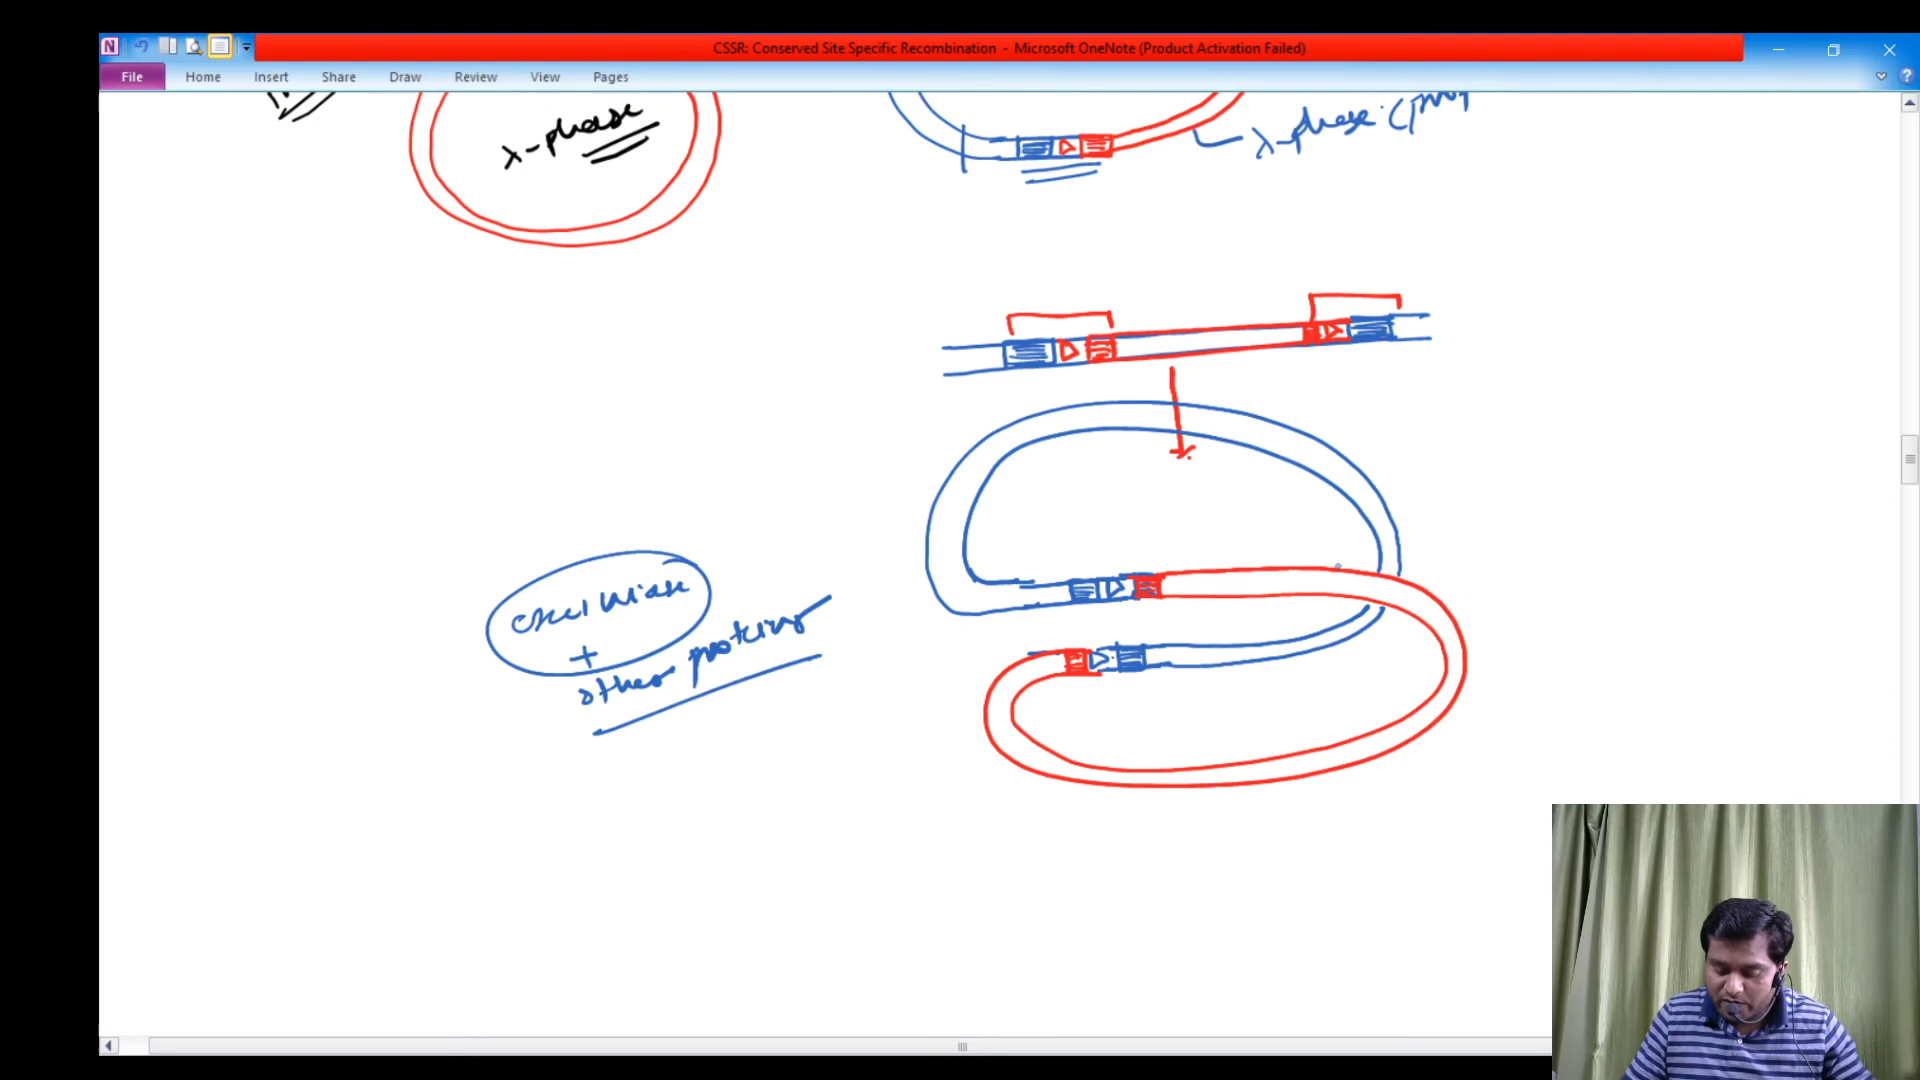 CSSR: Conserved Site Specific Recombination - Microsoft OneNote (Product Activation Failed)
File Home Insert Share Draw Review View Pages
λ-phase
λ-phase
+
other proteins